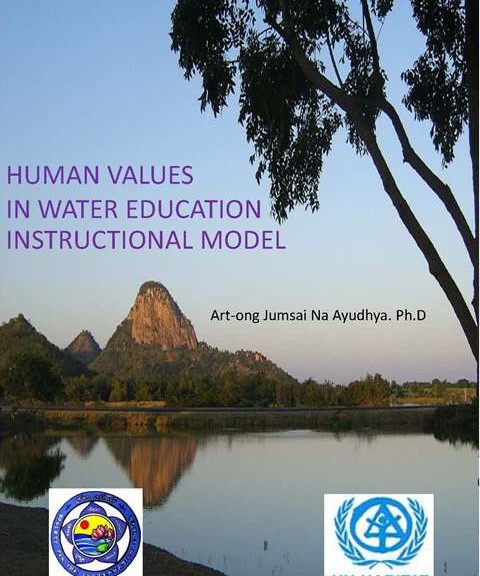 HUMAN VALUES
IN WATER EDUCATION
INSTRUCTIONAL MODEL
Art-ong Jumsai Na Ayudhya. Ph.D